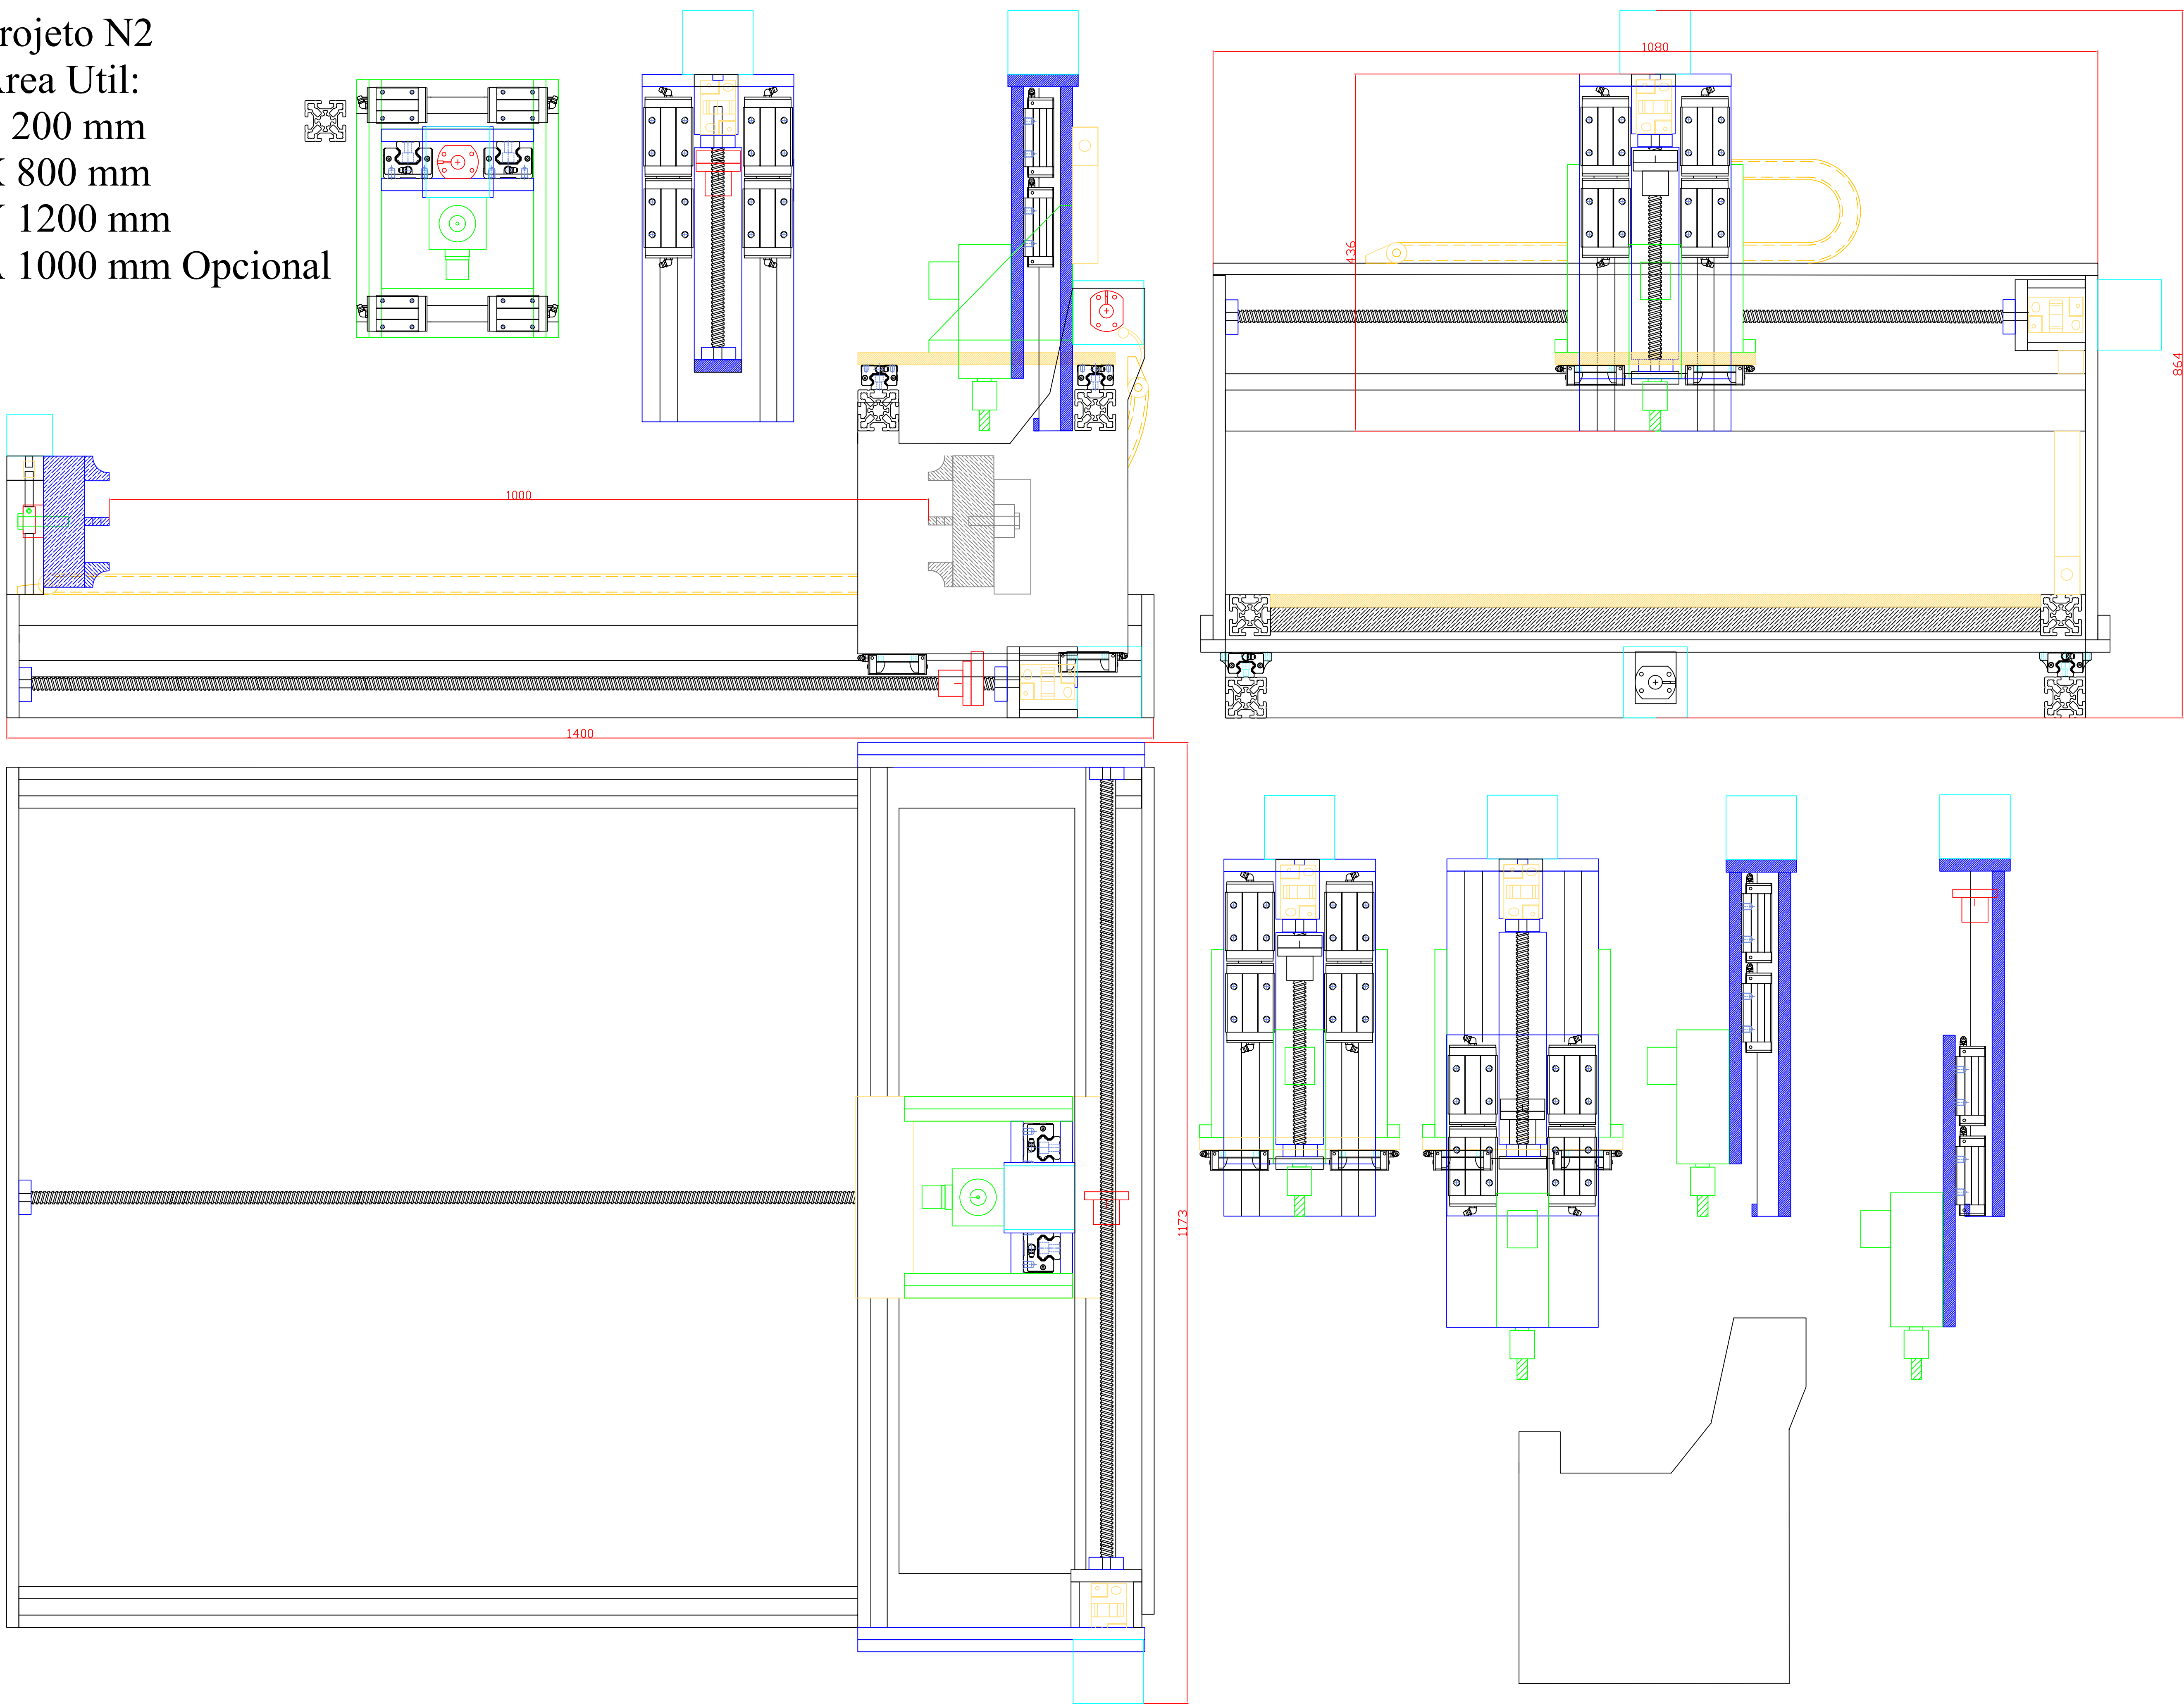 rojeto N2
rea Util:
200 mm
800 mm
1200 mm
1000 mm Opcional
1080
436
864
1000
1400
1173